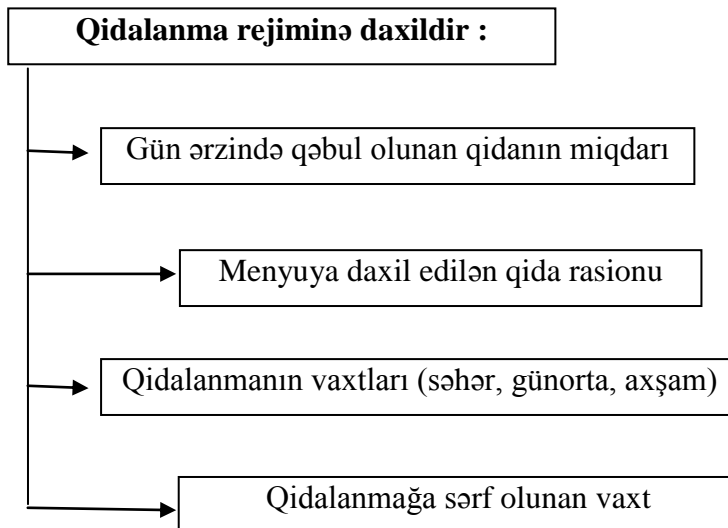 Qidalanma rejiminə daxildir :
Gün ərzində qəbul olunan qidanın miqdarı
Menyuya daxil edilən qida rasionu
Qidalanmanın vaxtları (səhər, günorta, axşam)
Qidalanmağa sərf olunan vaxt